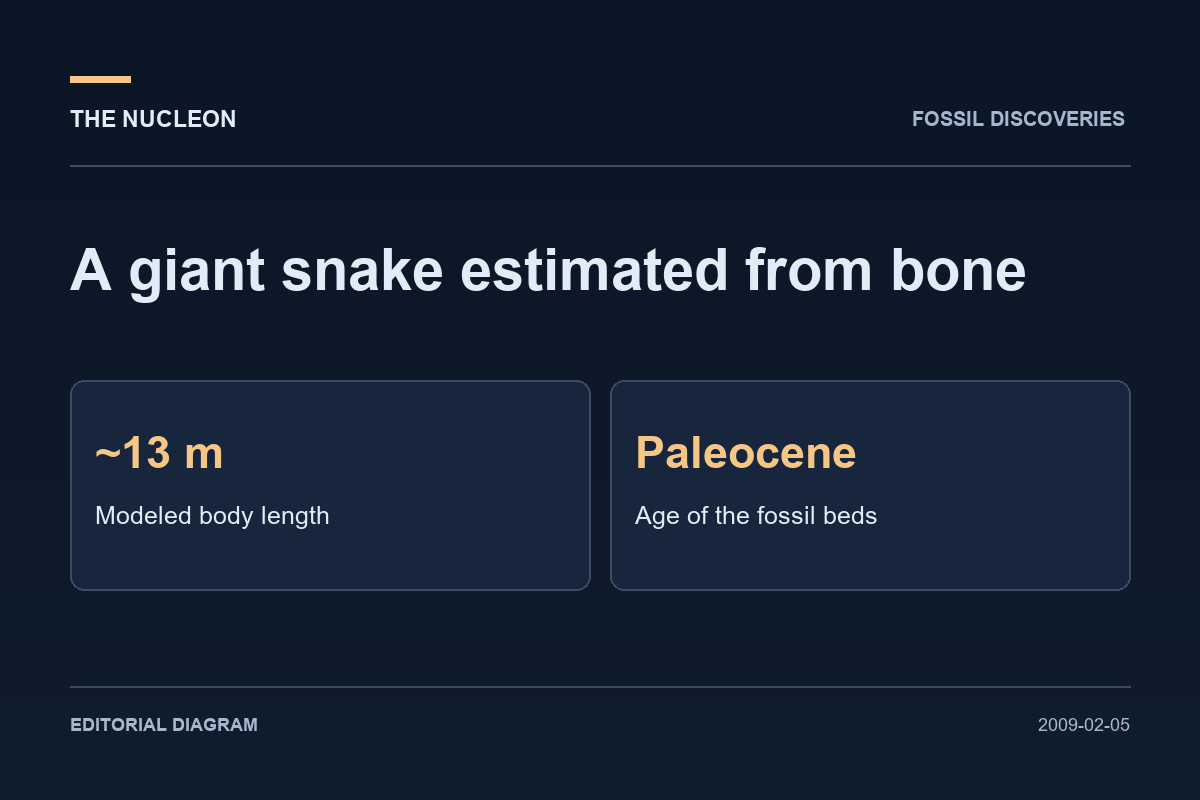 THE NUCLEON
FOSSIL DISCOVERIES
A giant snake estimated from bone
~13 m
Modeled body length
Paleocene
Age of the fossil beds
EDITORIAL DIAGRAM
2009-02-05